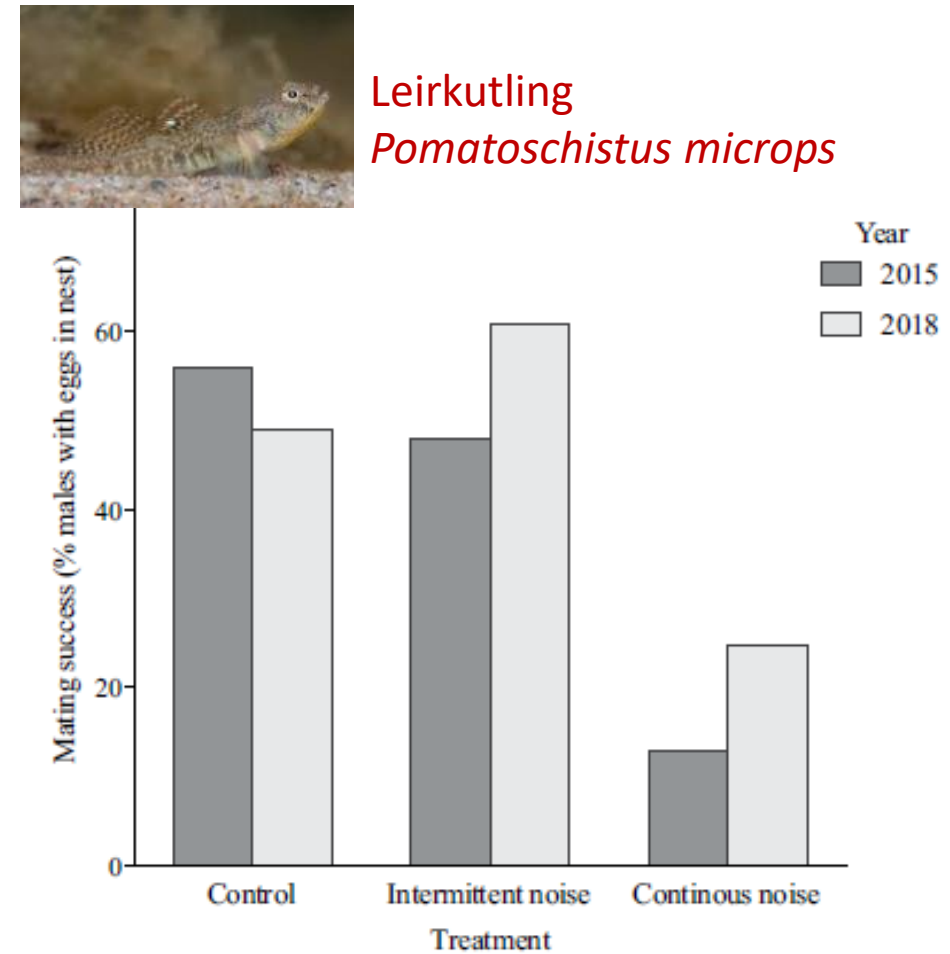 Leirkutling
Pomatoschistus microps
Year
2015
2018
Mating success (% males with eggs in nest)
60
40
20
0
Control
Intermittent noise
Continous noise
Treatment